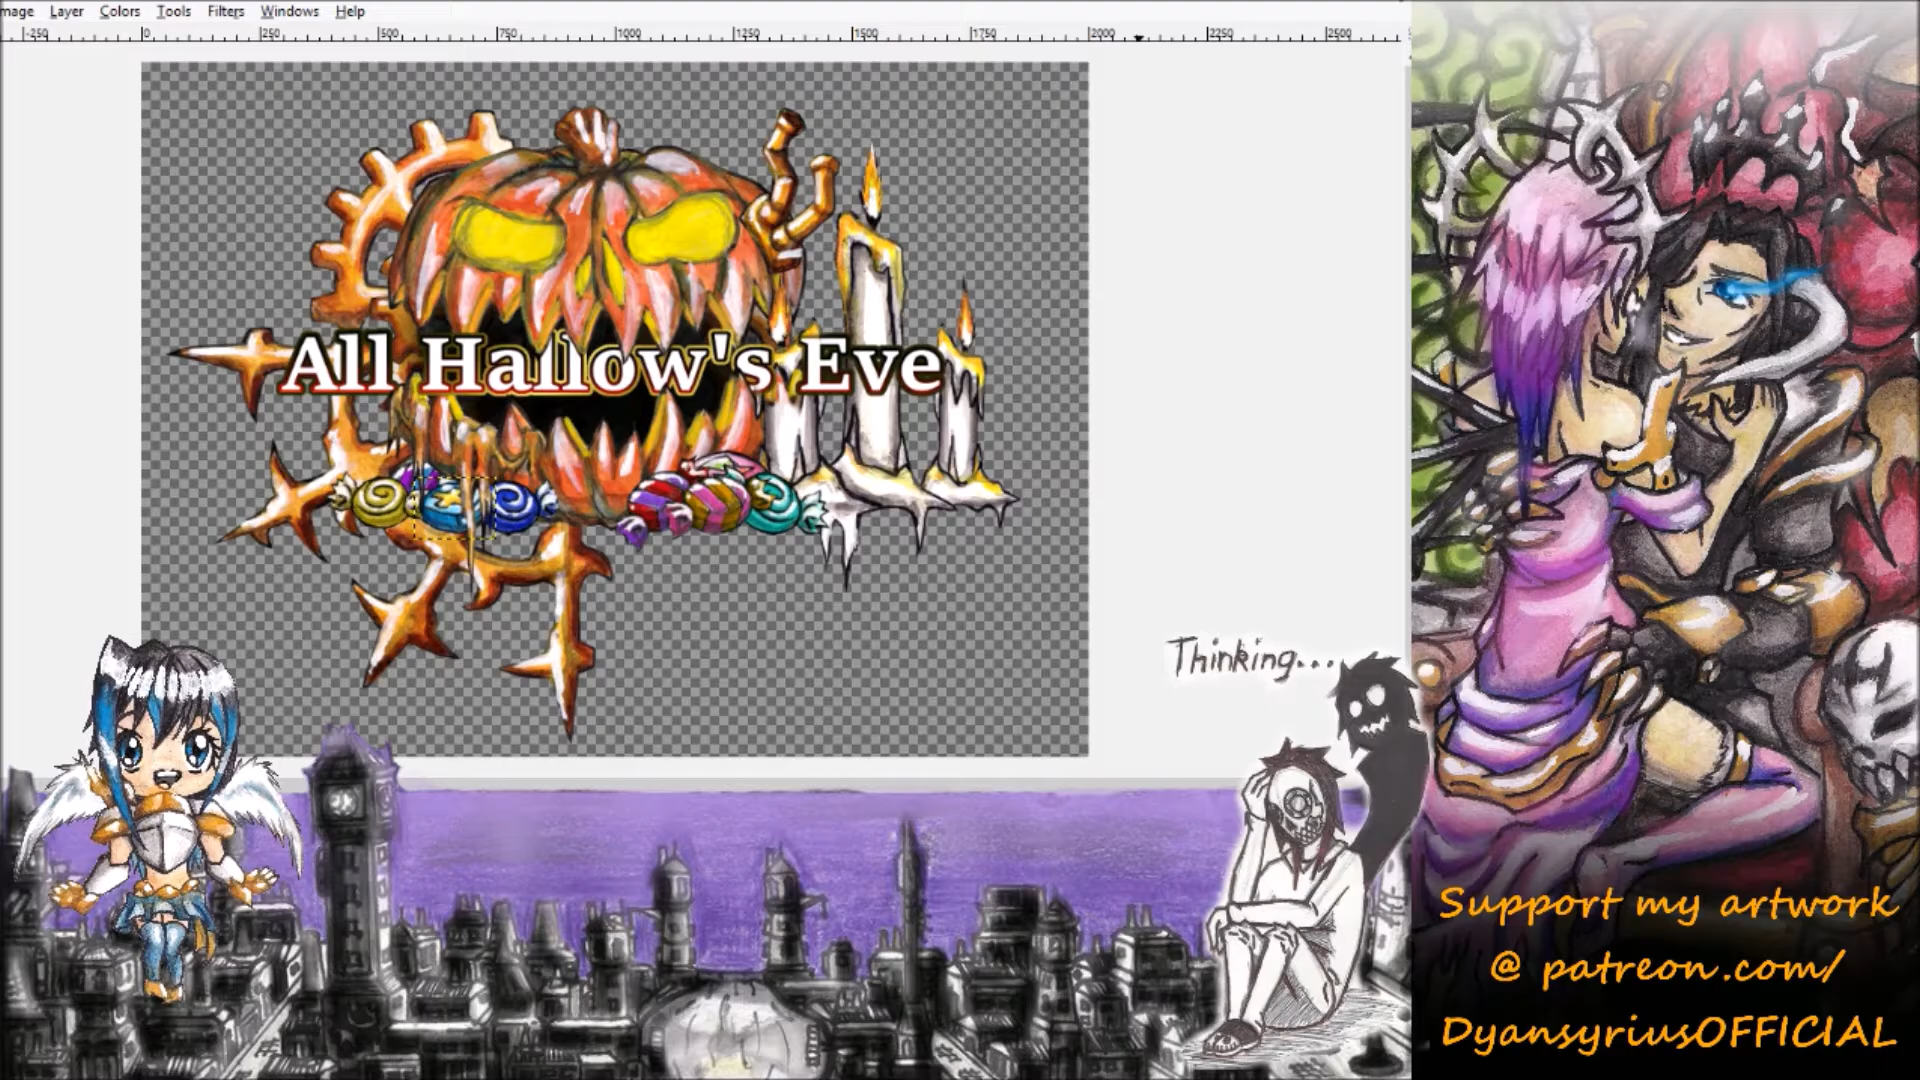 mage Layer Colors Tools Filters Windows Help
-250 0 250 500 750 1000 1250 1500 1750 2000 2250 2500
All Hallow's Eve
Thinking...
Support my artwork
@ patreon.com/
DyansyriusOFFICIAL